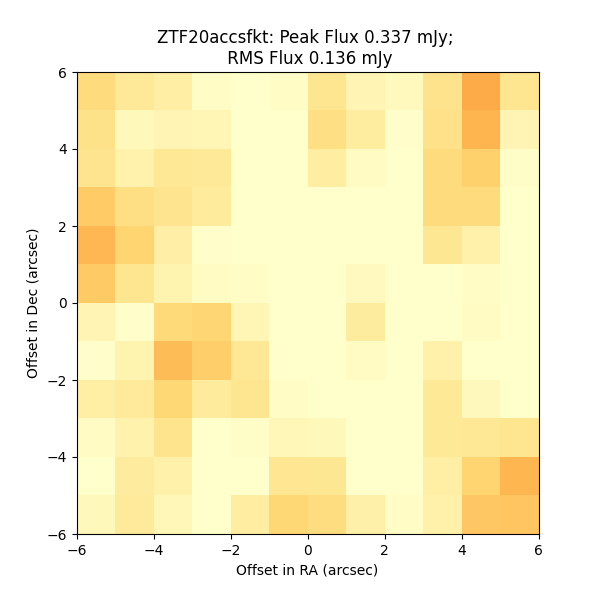 ZTF20accsfkt: Peak Flux 0.337 mJy;
RMS Flux 0.136 mJy
6
4
2
0
−2
−4
−6
Offset in Dec (arcsec)
−6 −4 −2 0 2 4 6
Offset in RA (arcsec)